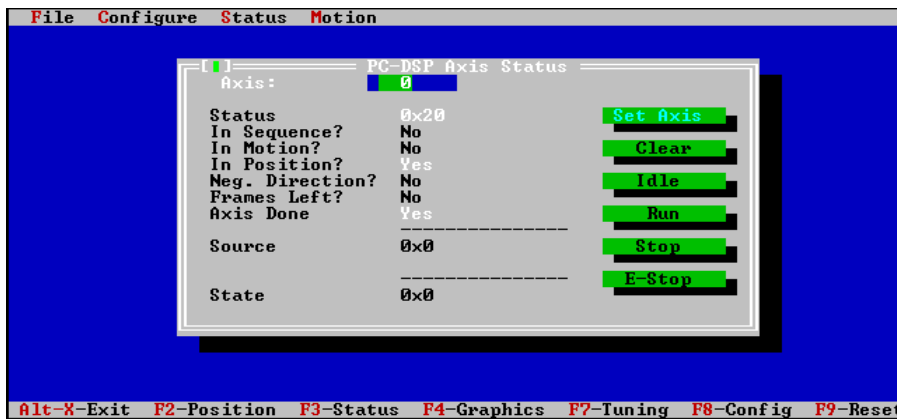 File Configure Status Motion
[ ] PC-DSP Axis Status
Axis: 0
Status 0x20 Set Axis
In Sequence? No
In Motion? No Clear
In Position? Yes
Neg. Direction? No Idle
Frames Left? No
Axis Done Yes Run
Source 0x0 Stop
E-Stop
State 0x0
Alt-X-Exit F2-Position F3-Status F4-Graphics F7-Tuning F8-Config F9-Reset